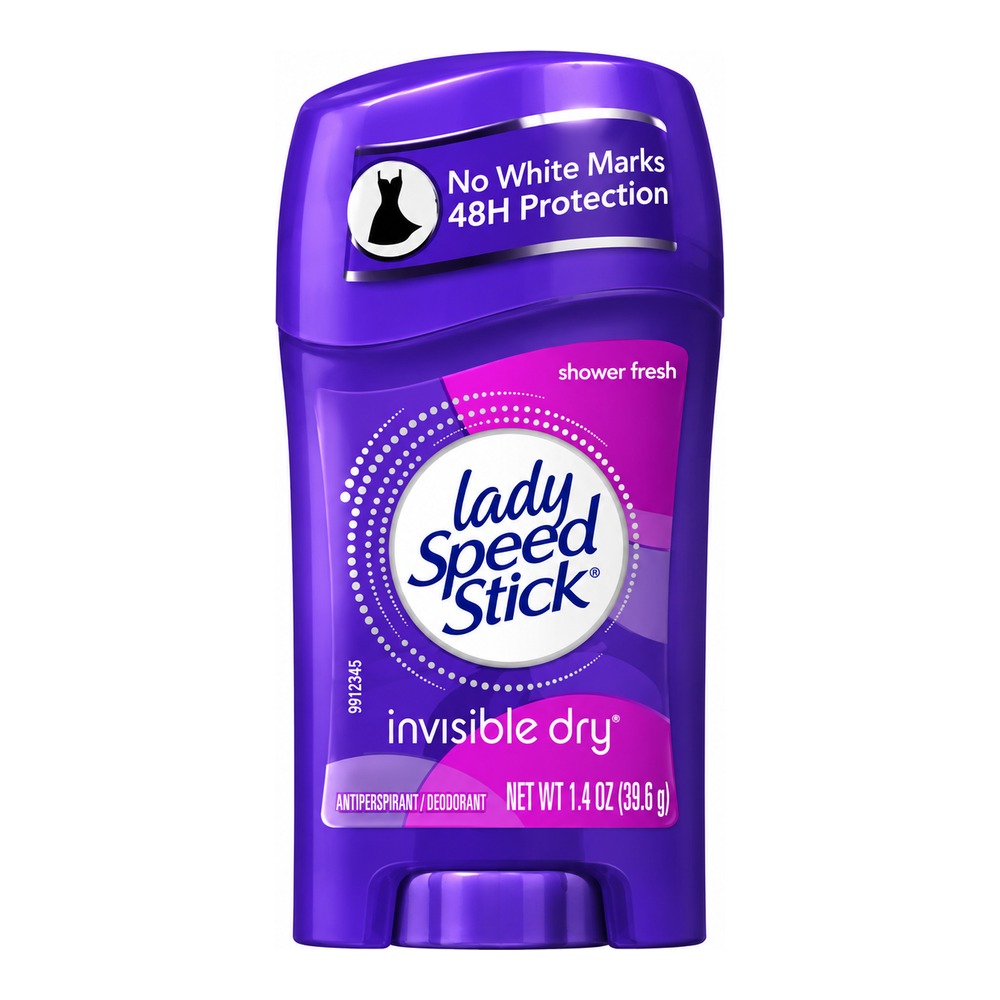 No White Marks
48H Protection
shower fresh
lady
Speed
Stick®
9912345
invisible dry®
ANTIPERSPIRANT / DEODORANT
NET WT 1.4 OZ (39.6 g)